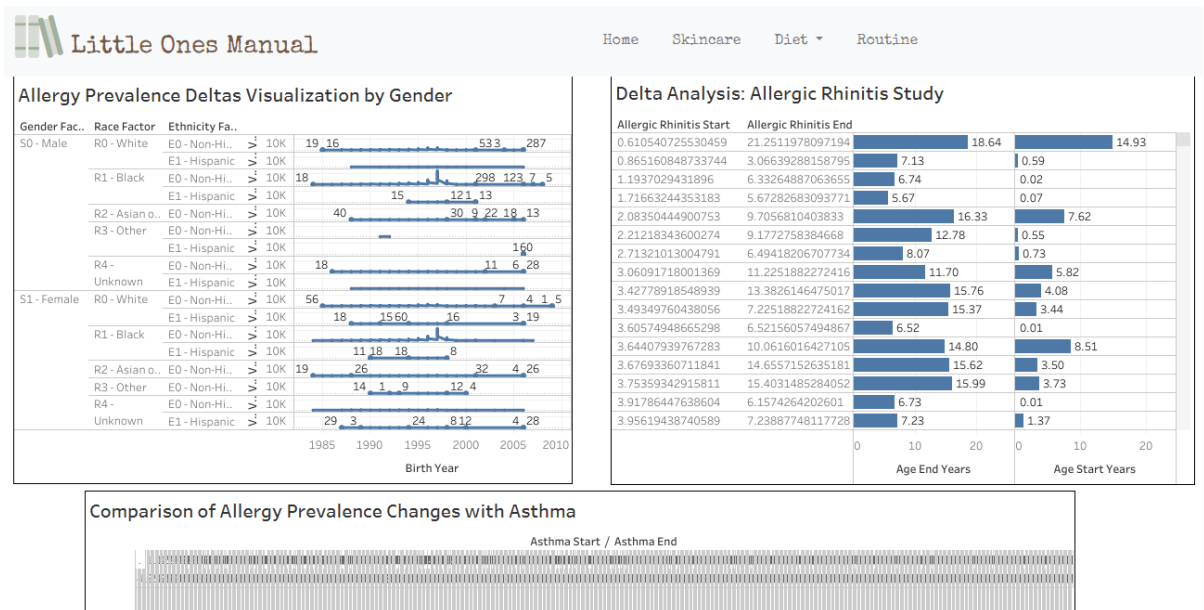 Little Ones Manual
Home Skincare Diet Routine
Allergy Prevalence Deltas Visualization by Gender
Gender Fac.. Race Factor Ethnicity Fa..
S0 - Male R0 - White E0 - Non-Hi.. 10K 19 16 533 287
E1 - Hispanic 10K
R1 - Black E0 - Non-Hi.. 10K 18 298 123 7 5
E1 - Hispanic 10K 15 121 13
R2 - Asian o.. E0 - Non-Hi.. 10K 40 30 9 22 18 13
R3 - Other E0 - Non-Hi.. 10K
E1 - Hispanic 10K 160
R4 - Unknown E0 - Non-Hi.. 10K 18 11 6 28
E1 - Hispanic 10K
S1 - Female R0 - White E0 - Non-Hi.. 10K 56 7 4 1 5
E1 - Hispanic 10K 18 1560 16 3 19
R1 - Black E0 - Non-Hi.. 10K
E1 - Hispanic 10K 11 18 18 8
R2 - Asian o.. E0 - Non-Hi.. 10K 19 26 32 4 26
R3 - Other E0 - Non-Hi.. 10K 14 1 9 12 4
R4 - Unknown E0 - Non-Hi.. 10K
E1 - Hispanic 10K 29 3 24 812 4 28
1985 1990 1995 2000 2005 2010
Birth Year
Delta Analysis: Allergic Rhinitis Study
Allergic Rhinitis Start Allergic Rhinitis End
0.610540725530459 21.2511978097194 18.64 14.93
0.865160848733744 3.06639288158795 7.13 0.59
1.1937029431896 6.33264887063655 6.74 0.02
1.71663244353183 5.67282683093771 5.67 0.07
2.08350444900753 9.7056810403833 16.33 7.62
2.21218343600274 9.1772758384668 12.78 0.55
2.71321013004791 6.49418206707734 8.07 0.73
3.06091718001369 11.2251882272416 11.70 5.82
3.42778918548939 13.3826146475017 15.76 4.08
3.49349760438056 7.22518822724162 15.37 3.44
3.60574948665298 6.52156057494867 6.52 0.01
3.64407939767283 10.0616016427105 14.80 8.51
3.67693360711841 14.6557152635181 15.62 3.50
3.75359342915811 15.4031485284052 15.99 3.73
3.91786447638604 6.1574264202601 6.73 0.01
3.95619438740589 7.23887748117728 7.23 1.37
0 10 20 0 10 20
Age End Years Age Start Years
Comparison of Allergy Prevalence Changes with Asthma
Asthma Start / Asthma End